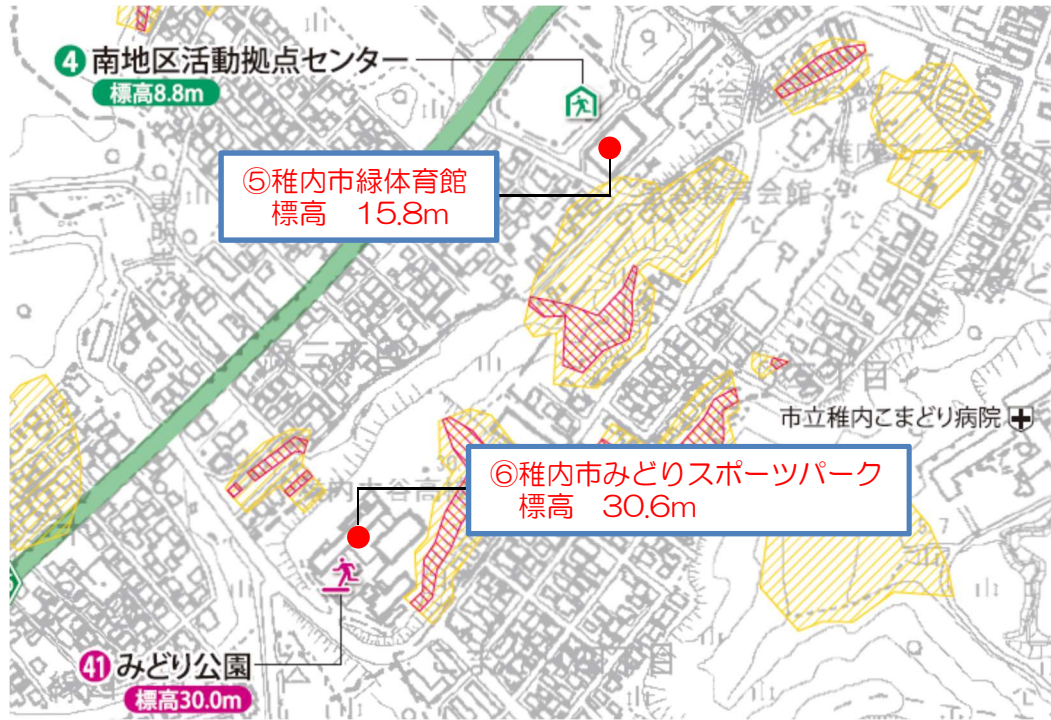 4 南地区活動拠点センター
標高8.8m
⑤稚内市緑体育館
標高 15.8m
市立稚内こまどり病院
⑥稚内市みどりスポーツパーク
標高 30.6m
41 みどり公園
標高30.0m